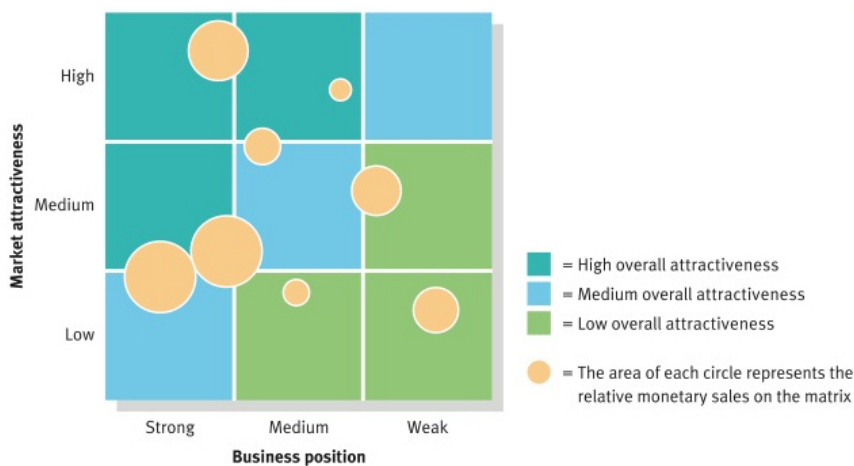 High
Medium
Low
Market attractiveness
Strong
Medium
Weak
Business position
= High overall attractiveness
= Medium overall attractiveness
= Low overall attractiveness
= The area of each circle represents the
relative monetary sales on the matrix